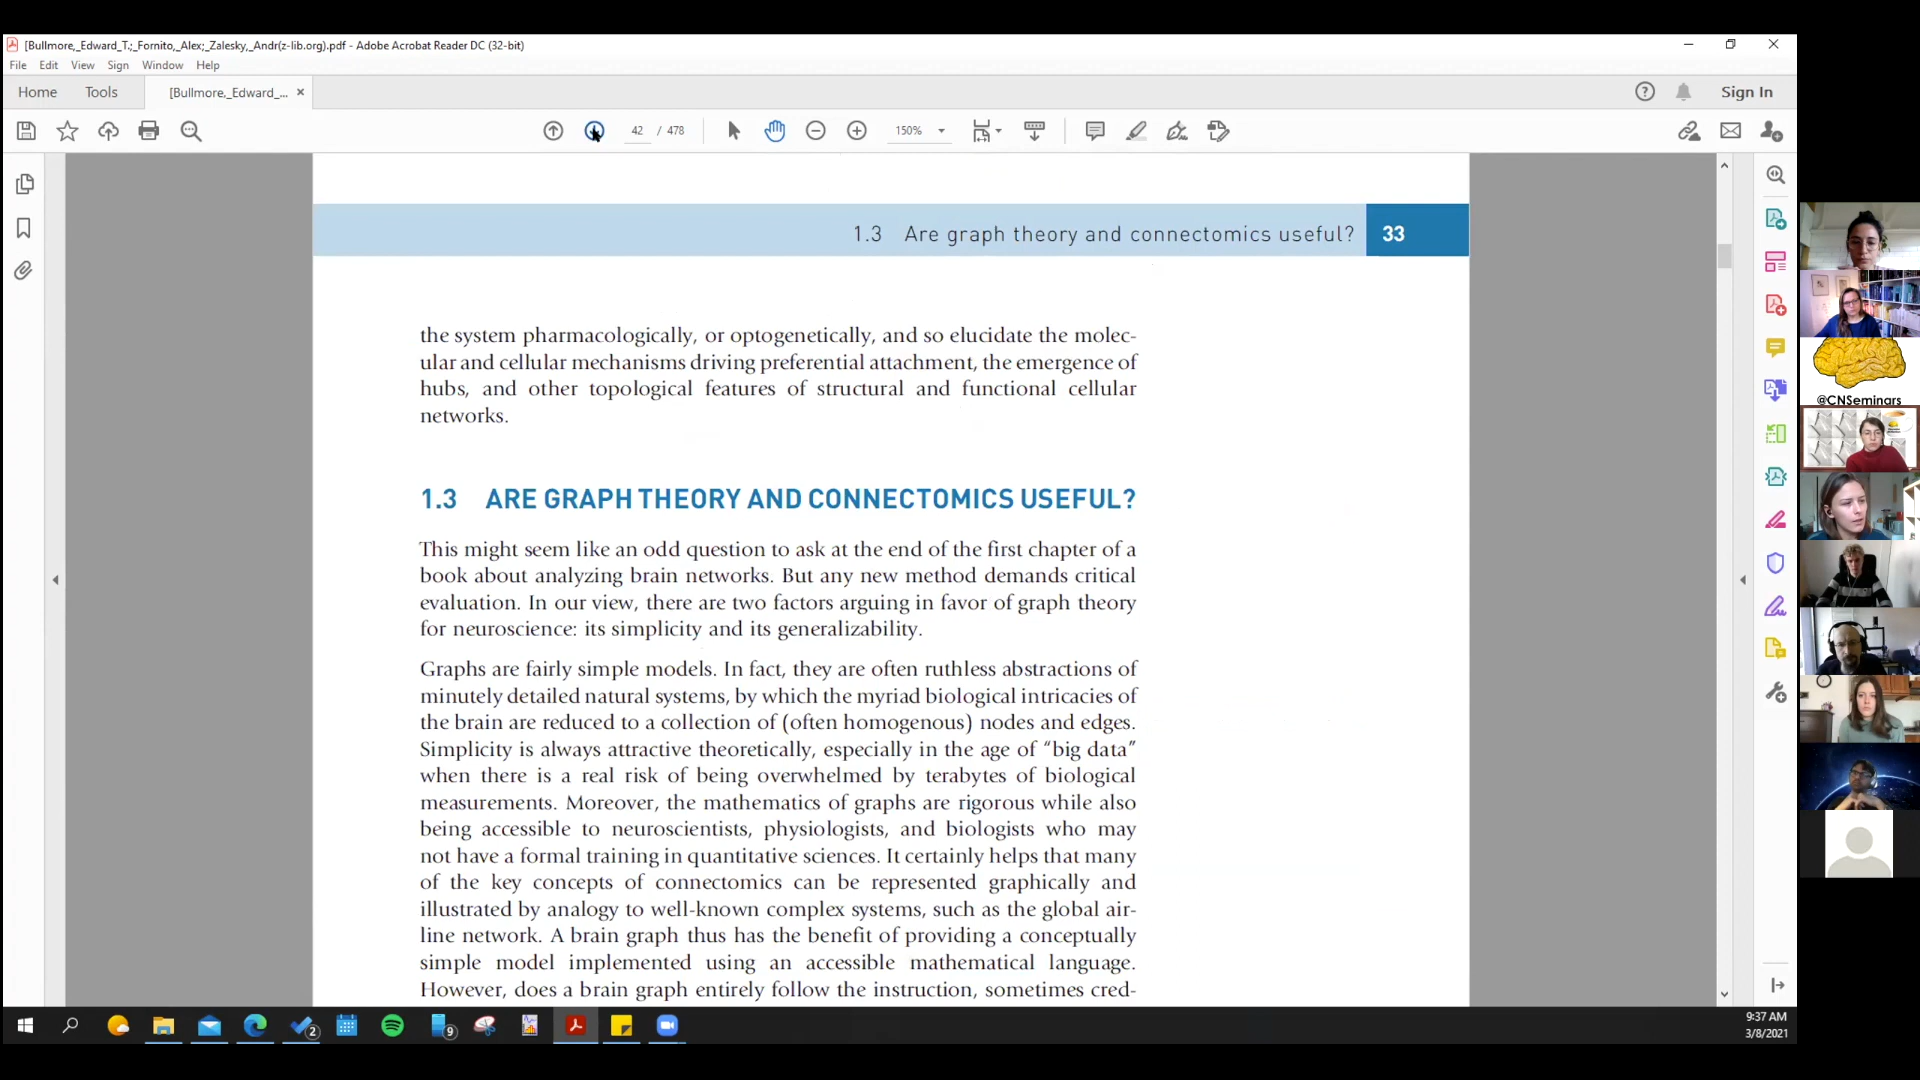 [Bullmore,_Edward_T.;_Fornito,_Alex;_Zalesky,_Andr(z-lib.org).pdf - Adobe Acrobat Reader DC (32-bit)
File Edit View Sign Window Help
Home Tools [Bullmore,_Edward_... × Sign In
42 / 478 150%
1.3 Are graph theory and connectomics useful? 33
the system pharmacologically, or optogenetically, and so elucidate the molec-
ular and cellular mechanisms driving preferential attachment, the emergence of
hubs, and other topological features of structural and functional cellular
networks.
1.3 ARE GRAPH THEORY AND CONNECTOMICS USEFUL?
This might seem like an odd question to ask at the end of the first chapter of a
book about analyzing brain networks. But any new method demands critical
evaluation. In our view, there are two factors arguing in favor of graph theory
for neuroscience: its simplicity and its generalizability.
Graphs are fairly simple models. In fact, they are often ruthless abstractions of
minutely detailed natural systems, by which the myriad biological intricacies of
the brain are reduced to a collection of (often homogenous) nodes and edges.
Simplicity is always attractive theoretically, especially in the age of “big data”
when there is a real risk of being overwhelmed by terabytes of biological
measurements. Moreover, the mathematics of graphs are rigorous while also
being accessible to neuroscientists, physiologists, and biologists who may
not have a formal training in quantitative sciences. It certainly helps that many
of the key concepts of connectomics can be represented graphically and
illustrated by analogy to well-known complex systems, such as the global air-
line network. A brain graph thus has the benefit of providing a conceptually
simple model implemented using an accessible mathematical language.
However, does a brain graph entirely follow the instruction, sometimes cred-
@CNSeminars
2
9
9:37 AM
3/8/2021